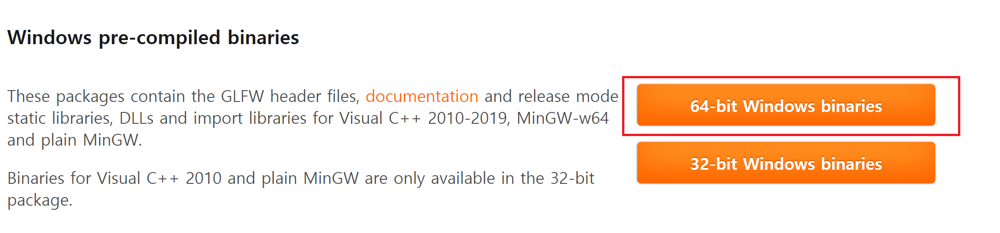 Windows pre-compiled binaries
These packages contain the GLFW header files, documentation and release mode
static libraries, DLLs and import libraries for Visual C++ 2010-2019, MinGW-w64
and plain MinGW.
Binaries for Visual C++ 2010 and plain MinGW are only available in the 32-bit
package.
64-bit Windows binaries
32-bit Windows binaries